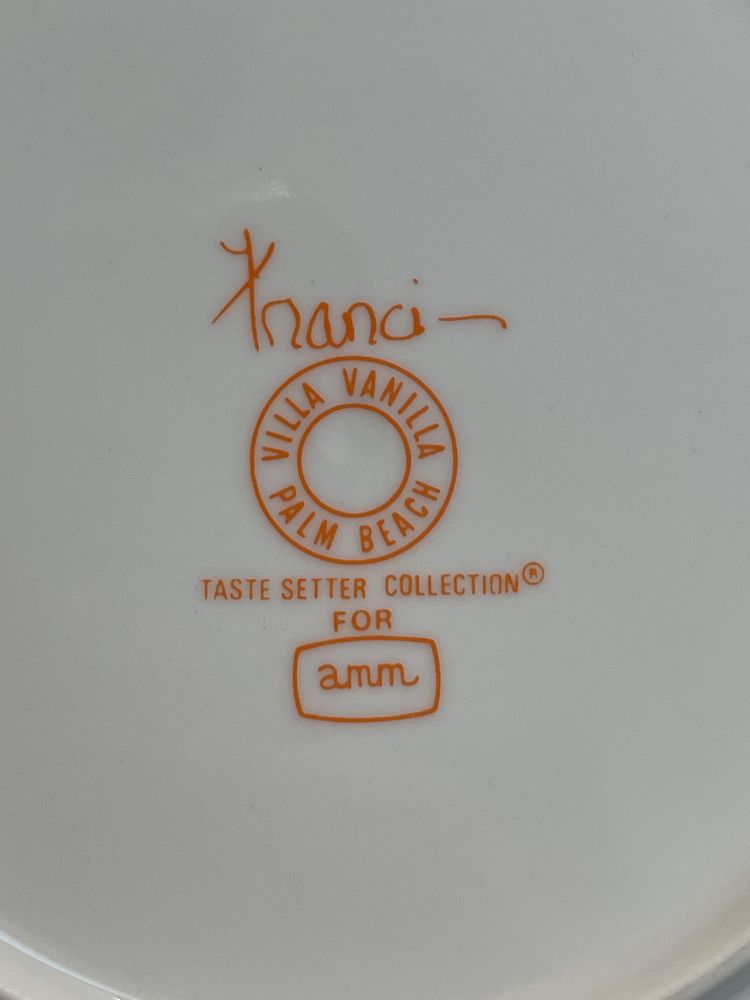 Franci
VILLA VANILLA
PALM BEACH
TASTE SETTER COLLECTION®
FOR
amm